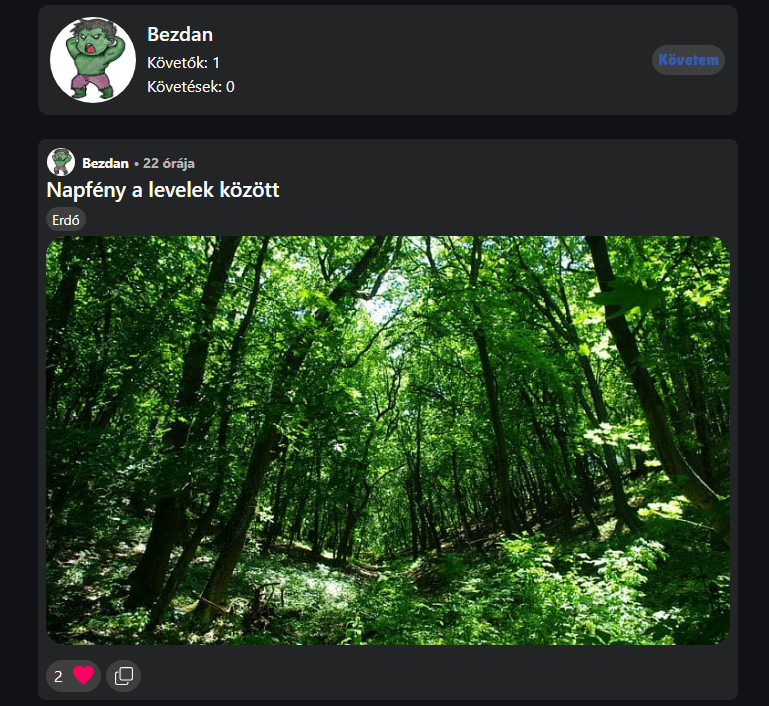 Bezdan
Követők: 1
Követések: 0
Követem
Bezdan • 22 órája
Napfény a levelek között
Erdő
2